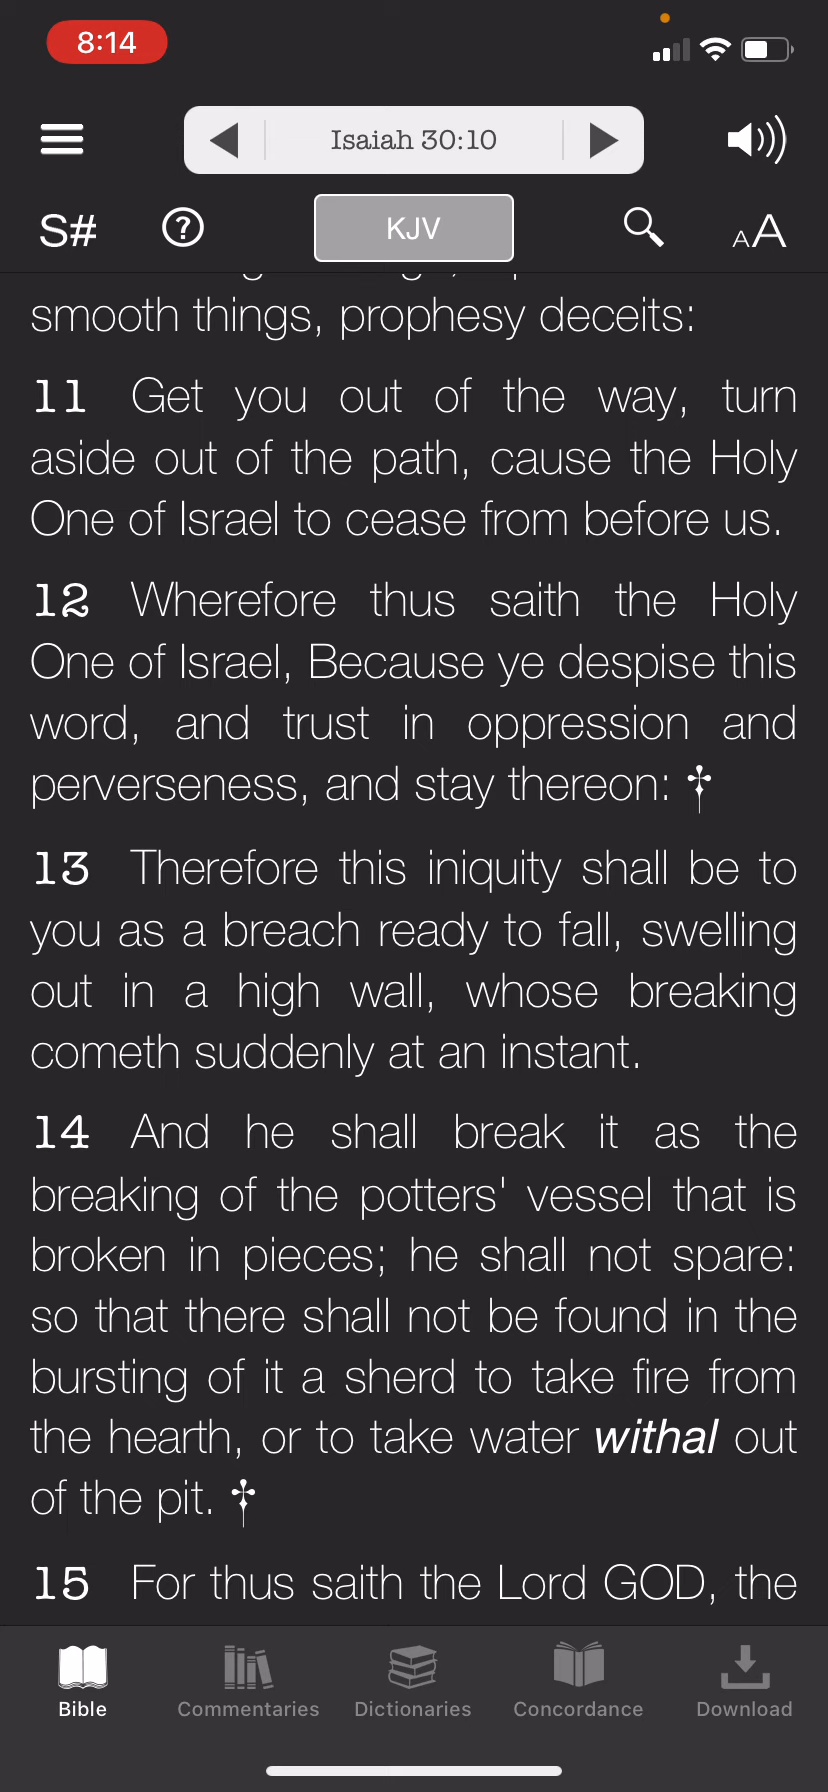 8:14
Isaiah 30:10
S# ? KJV AA
smooth things, prophesy deceits:
11 Get you out of the way, turn
aside out of the path, cause the Holy
One of Israel to cease from before us.
12 Wherefore thus saith the Holy
One of Israel, Because ye despise this
word, and trust in oppression and
perverseness, and stay thereon: †
13 Therefore this iniquity shall be to
you as a breach ready to fall, swelling
out in a high wall, whose breaking
cometh suddenly at an instant.
14 And he shall break it as the
breaking of the potters' vessel that is
broken in pieces; he shall not spare:
so that there shall not be found in the
bursting of it a sherd to take fire from
the hearth, or to take water withal out
of the pit. †
15 For thus saith the Lord GOD, the
Bible Commentaries Dictionaries Concordance Download